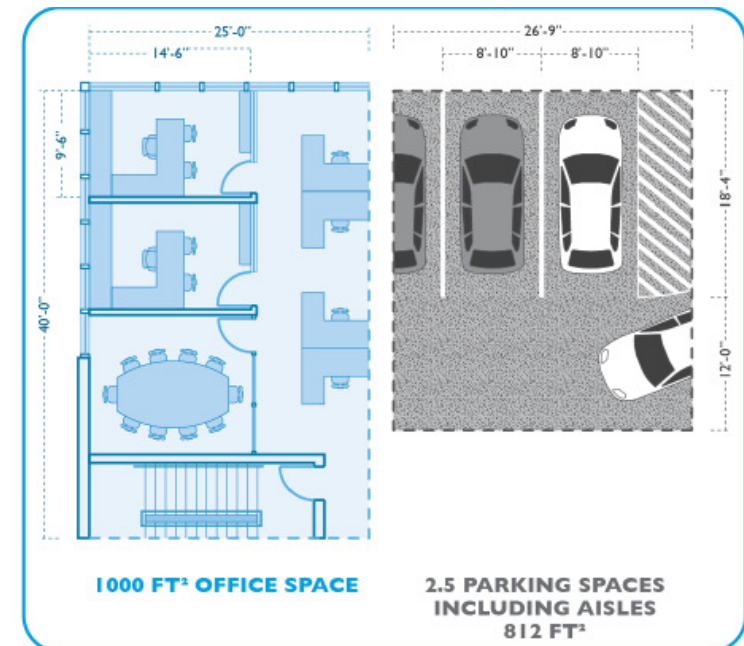 25'-0"
14'-6"
9'-6"
40'-0"
26'-9"
8'-10"
8'-10"
18'-4"
12'-0"
1000 FT² OFFICE SPACE
2.5 PARKING SPACES
INCLUDING AISLES
812 FT²